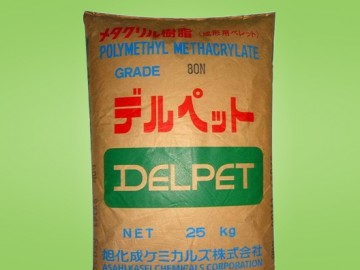 メタクリル樹脂 (成形用ペレット)
POLYMETHYL METHACRYLATE
GRADE 80N
デルペット
DELPET
NET 25 kg
旭化成ケミカルズ株式会社
ASAHI KASEI CHEMICALS CORPORATION